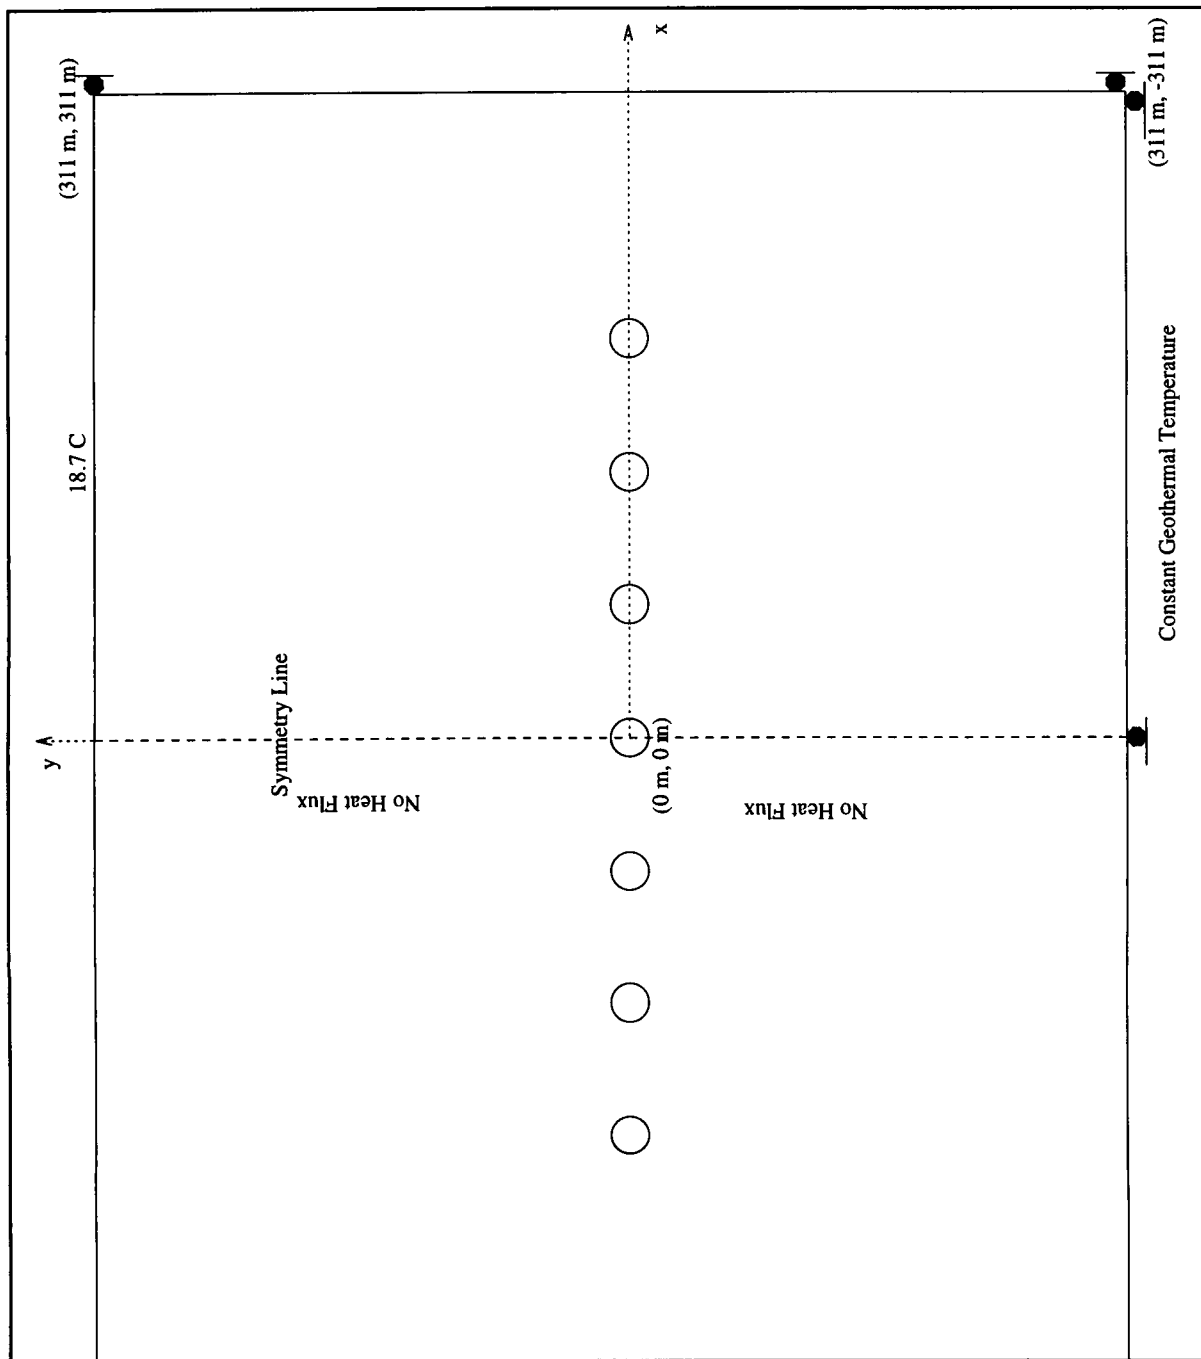 x
(311 m, 311 m)
(311 m, -311 m)
18.7 C
Constant Geothermal Temperature
y
Symmetry Line
No Heat Flux
(0 m, 0 m)
No Heat Flux